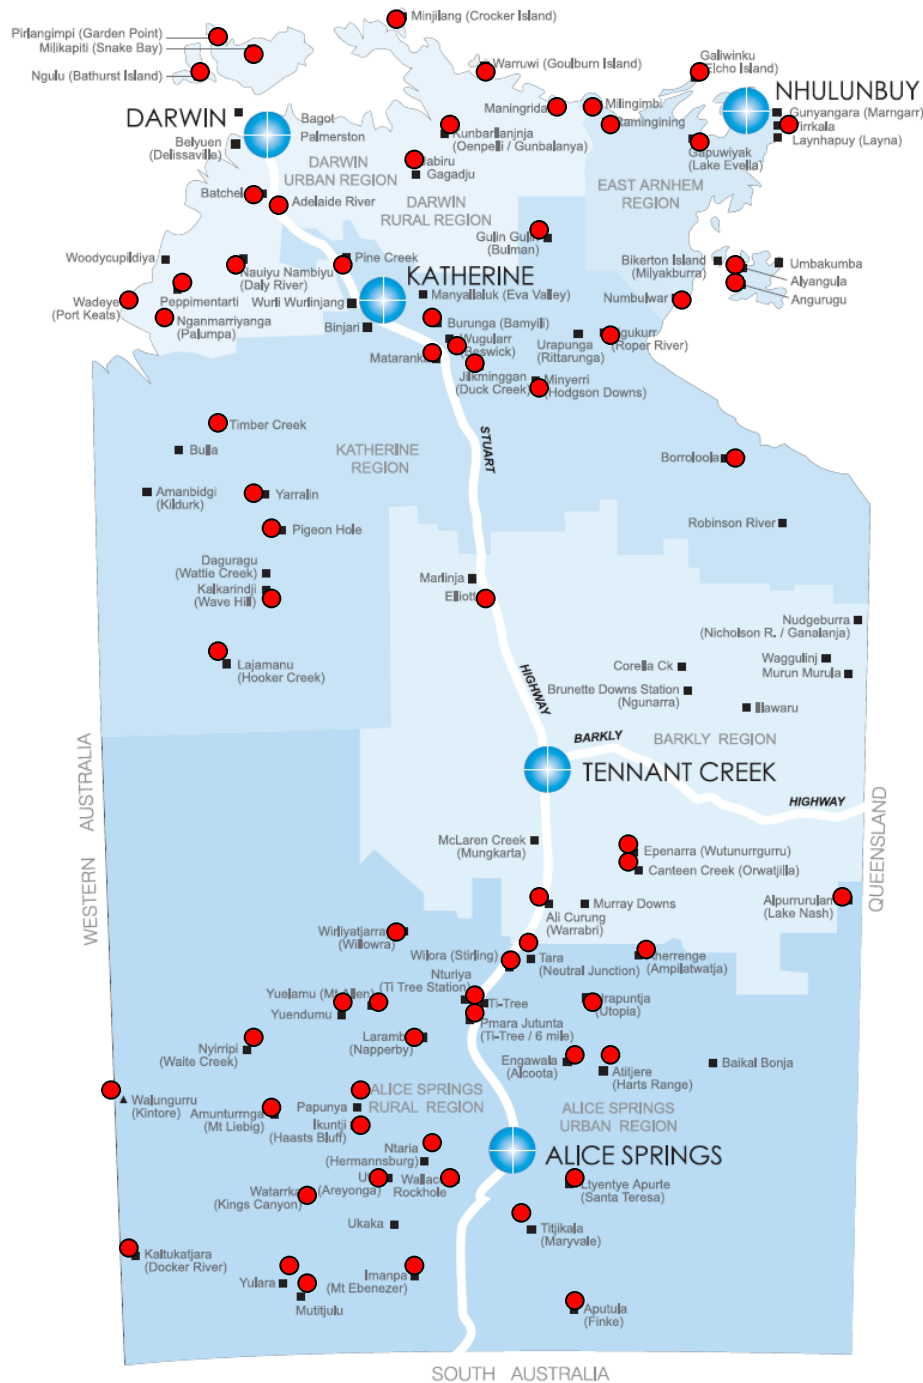 Minjilang (Crocker Island)
Pirlangimpi (Garden Point)
Milikapiti (Snake Bay)
Ngulu (Bathurst Island)
Warruwi (Goulburn Island)
Galiwinku
Elcho Island)
NHULUNBUY
DARWIN
Bagot
Palmerston
Maningrida
Milingimbi
Ramingining
Gunyangara (Marngarr)
Yirrkala
Laynhapuy (Layna)
Belyuen
(Delissaville)
Kunbarllanjnja
(Oenpelli / Gunbalanya)
Gapuwiyak
(Lake Evella)
DARWIN
URBAN REGION
Jabiru
Gagadju
EAST ARNHEM
REGION
Batchel
Adelaide River
DARWIN
RURAL REGION
Gulin Gulin
(Bulman)
Woodycupildiya
Nauiyu Nambiyu
(Daly River)
Pine Creek
KATHERINE
Bikerton Island
(Milyakburra)
Umbakumba
Alyangula
Angurugu
Peppimentarti
Wadeye
(Port Keats)
Wurli Wurlinjang
Manyallaluk (Eva Valley)
Numbulwar
Nganmarriyanga
(Palumpa)
Binjari
Burunga (Bamyili)
Wugularr
(Beswick)
Urapunga
(Rittarunga)
Ngukurr
(Roper River)
Mataranka
Jilkminggan
(Duck Creek)
Minyerri
(Hodgson Downs)
Timber Creek
STUART
KATHERINE
REGION
Bulla
Borroloola
Amanbidgi
(Kildurk)
Yarralin
Pigeon Hole
Robinson River
Daguragu
(Wattie Creek)
Kalkarindji
(Wave Hill)
Marlinja
Elliott
Nudgeburra
(Nicholson R. / Ganalanja)
Lajamanu
(Hooker Creek)
Waggulinj
Murun Murula
Corella Ck
HIGHWAY
Brunette Downs Station
(Ngunarra)
Illawaru
BARKLY
BARKLY REGION
TENNANT CREEK
HIGHWAY
WESTERN AUSTRALIA
QUEENSLAND
McLaren Creek
(Mungkarta)
Epenarra (Wutunurrgurru)
Canteen Creek (Orwatjilla)
Alpurrurulan
(Lake Nash)
Murray Downs
Ali Curung
(Warrabri)
Wirliyatjarra
(Willowra)
Wilora (Stirling)
Tara
(Neutral Junction)
Aherrenge
(Ampilatwatja)
Nturiya
(Ti Tree Station)
Yuelamu (Mt Allen)
Yuendumu
Ti-Tree
Urapuntja
(Utopia)
Pmara Jutunta
(Ti-Tree / 6 mile)
Laramb
(Napperby)
Nyirripi
(Waite Creek)
Engawala
(Alcoota)
Atitjere
(Harts Range)
Baikal Bonja
Walungurru
(Kintore)
Amunturrnga
(Mt Liebig)
Papunya
ALICE SPRINGS
RURAL REGION
ALICE SPRINGS
URBAN REGION
Ikuntji
(Haasts Bluff)
Ntaria
(Hermannsburg)
ALICE SPRINGS
(Areyonga)
Wallac
Rockhole
Watarrka
(Kings Canyon)
Ltyentye Apurte
(Santa Teresa)
Ukaka
Titjikala
(Maryvale)
Kaltukatjara
(Docker River)
Yulara
Mutitjulu
Imanpa
(Mt Ebenezer)
Aputula
(Finke)
SOUTH AUSTRALIA